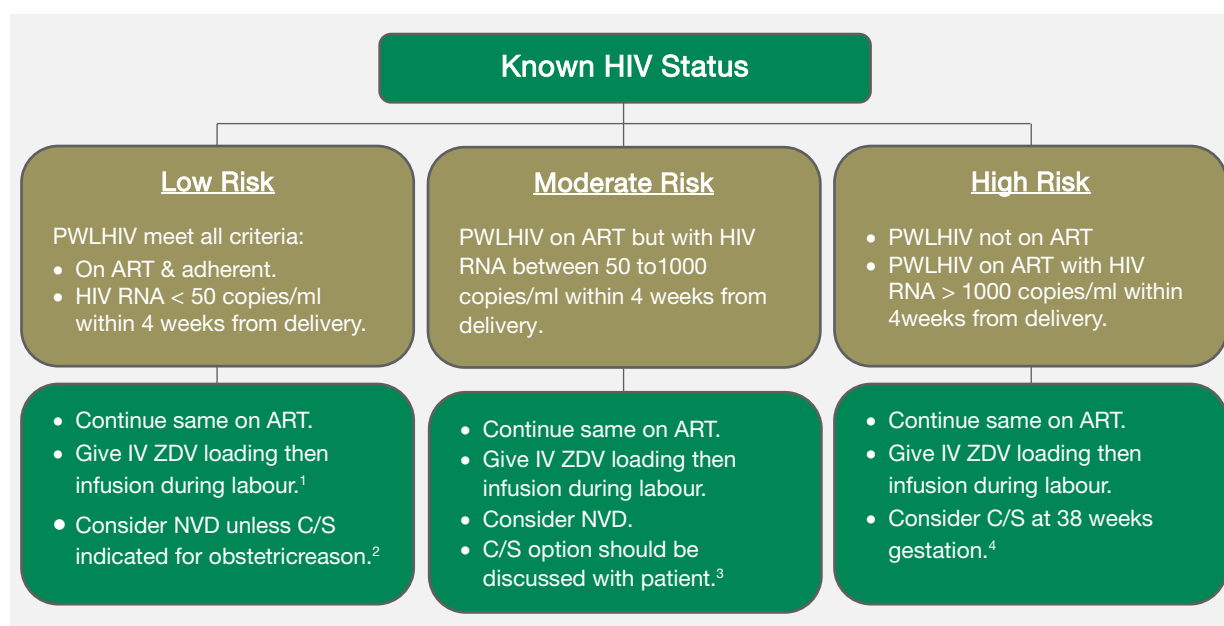 Known HIV Status
Low Risk
PWLHIV meet all criteria:
• On ART & adherent.
• HIV RNA < 50 copies/ml
within 4 weeks from delivery.
• Continue same on ART.
• Give IV ZDV loading then
infusion during labour.¹
• Consider NVD unless C/S
indicated for obstetricreason.²
Moderate Risk
PWLHIV on ART but with HIV
RNA between 50 to1000
copies/ml within 4 weeks from
delivery.
• Continue same on ART.
• Give IV ZDV loading then
infusion during labour.
• Consider NVD.
• C/S option should be
discussed with patient.³
High Risk
• PWLHIV not on ART
• PWLHIV on ART with HIV
RNA > 1000 copies/ml within
4weeks from delivery.
• Continue same on ART.
• Give IV ZDV loading then
infusion during labour.
• Consider C/S at 38 weeks
gestation.⁴